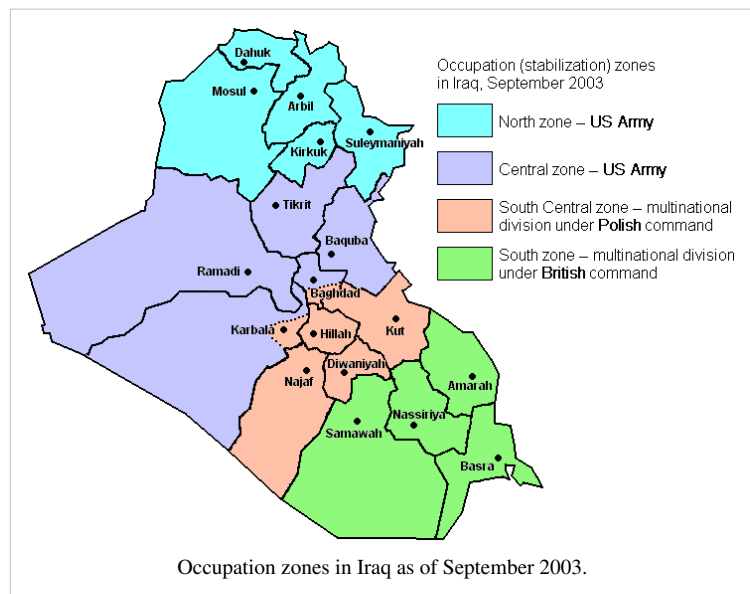 Occupation (stabilization) zones
in Iraq, September 2003
North zone – US Army
Central zone – US Army
South Central zone – multinational
division under Polish command
South zone – multinational division
under British command
Dahuk
Mosul
Arbil
Kirkuk
Suleymaniyah
Tikrit
Baquba
Ramadi
Baghdad
Karbala
Hillah
Kut
Diwaniyah
Najaf
Amarah
Nassiriya
Samawah
Basra
Occupation zones in Iraq as of September 2003.